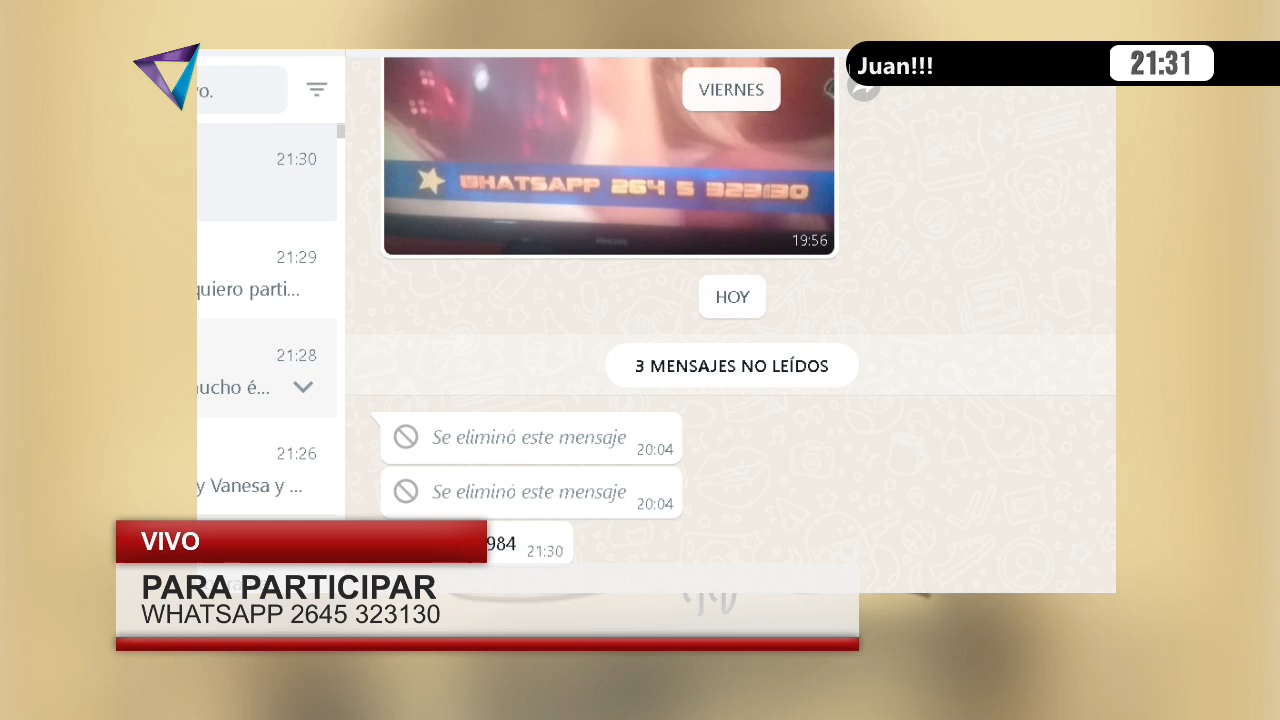 Juan!!!
21:31
vo.
21:30
21:29
quiero parti...
21:28
ucho é...
21:26
y Vanesa y ...
VIERNES
WHATSAPP 264 5 323130
19:56
HOY
3 MENSAJES NO LEÍDOS
Se eliminó este mensaje
20:04
Se eliminó este mensaje
20:04
984
21:30
VIVO
PARA PARTICIPAR
WHATSAPP 2645 323130